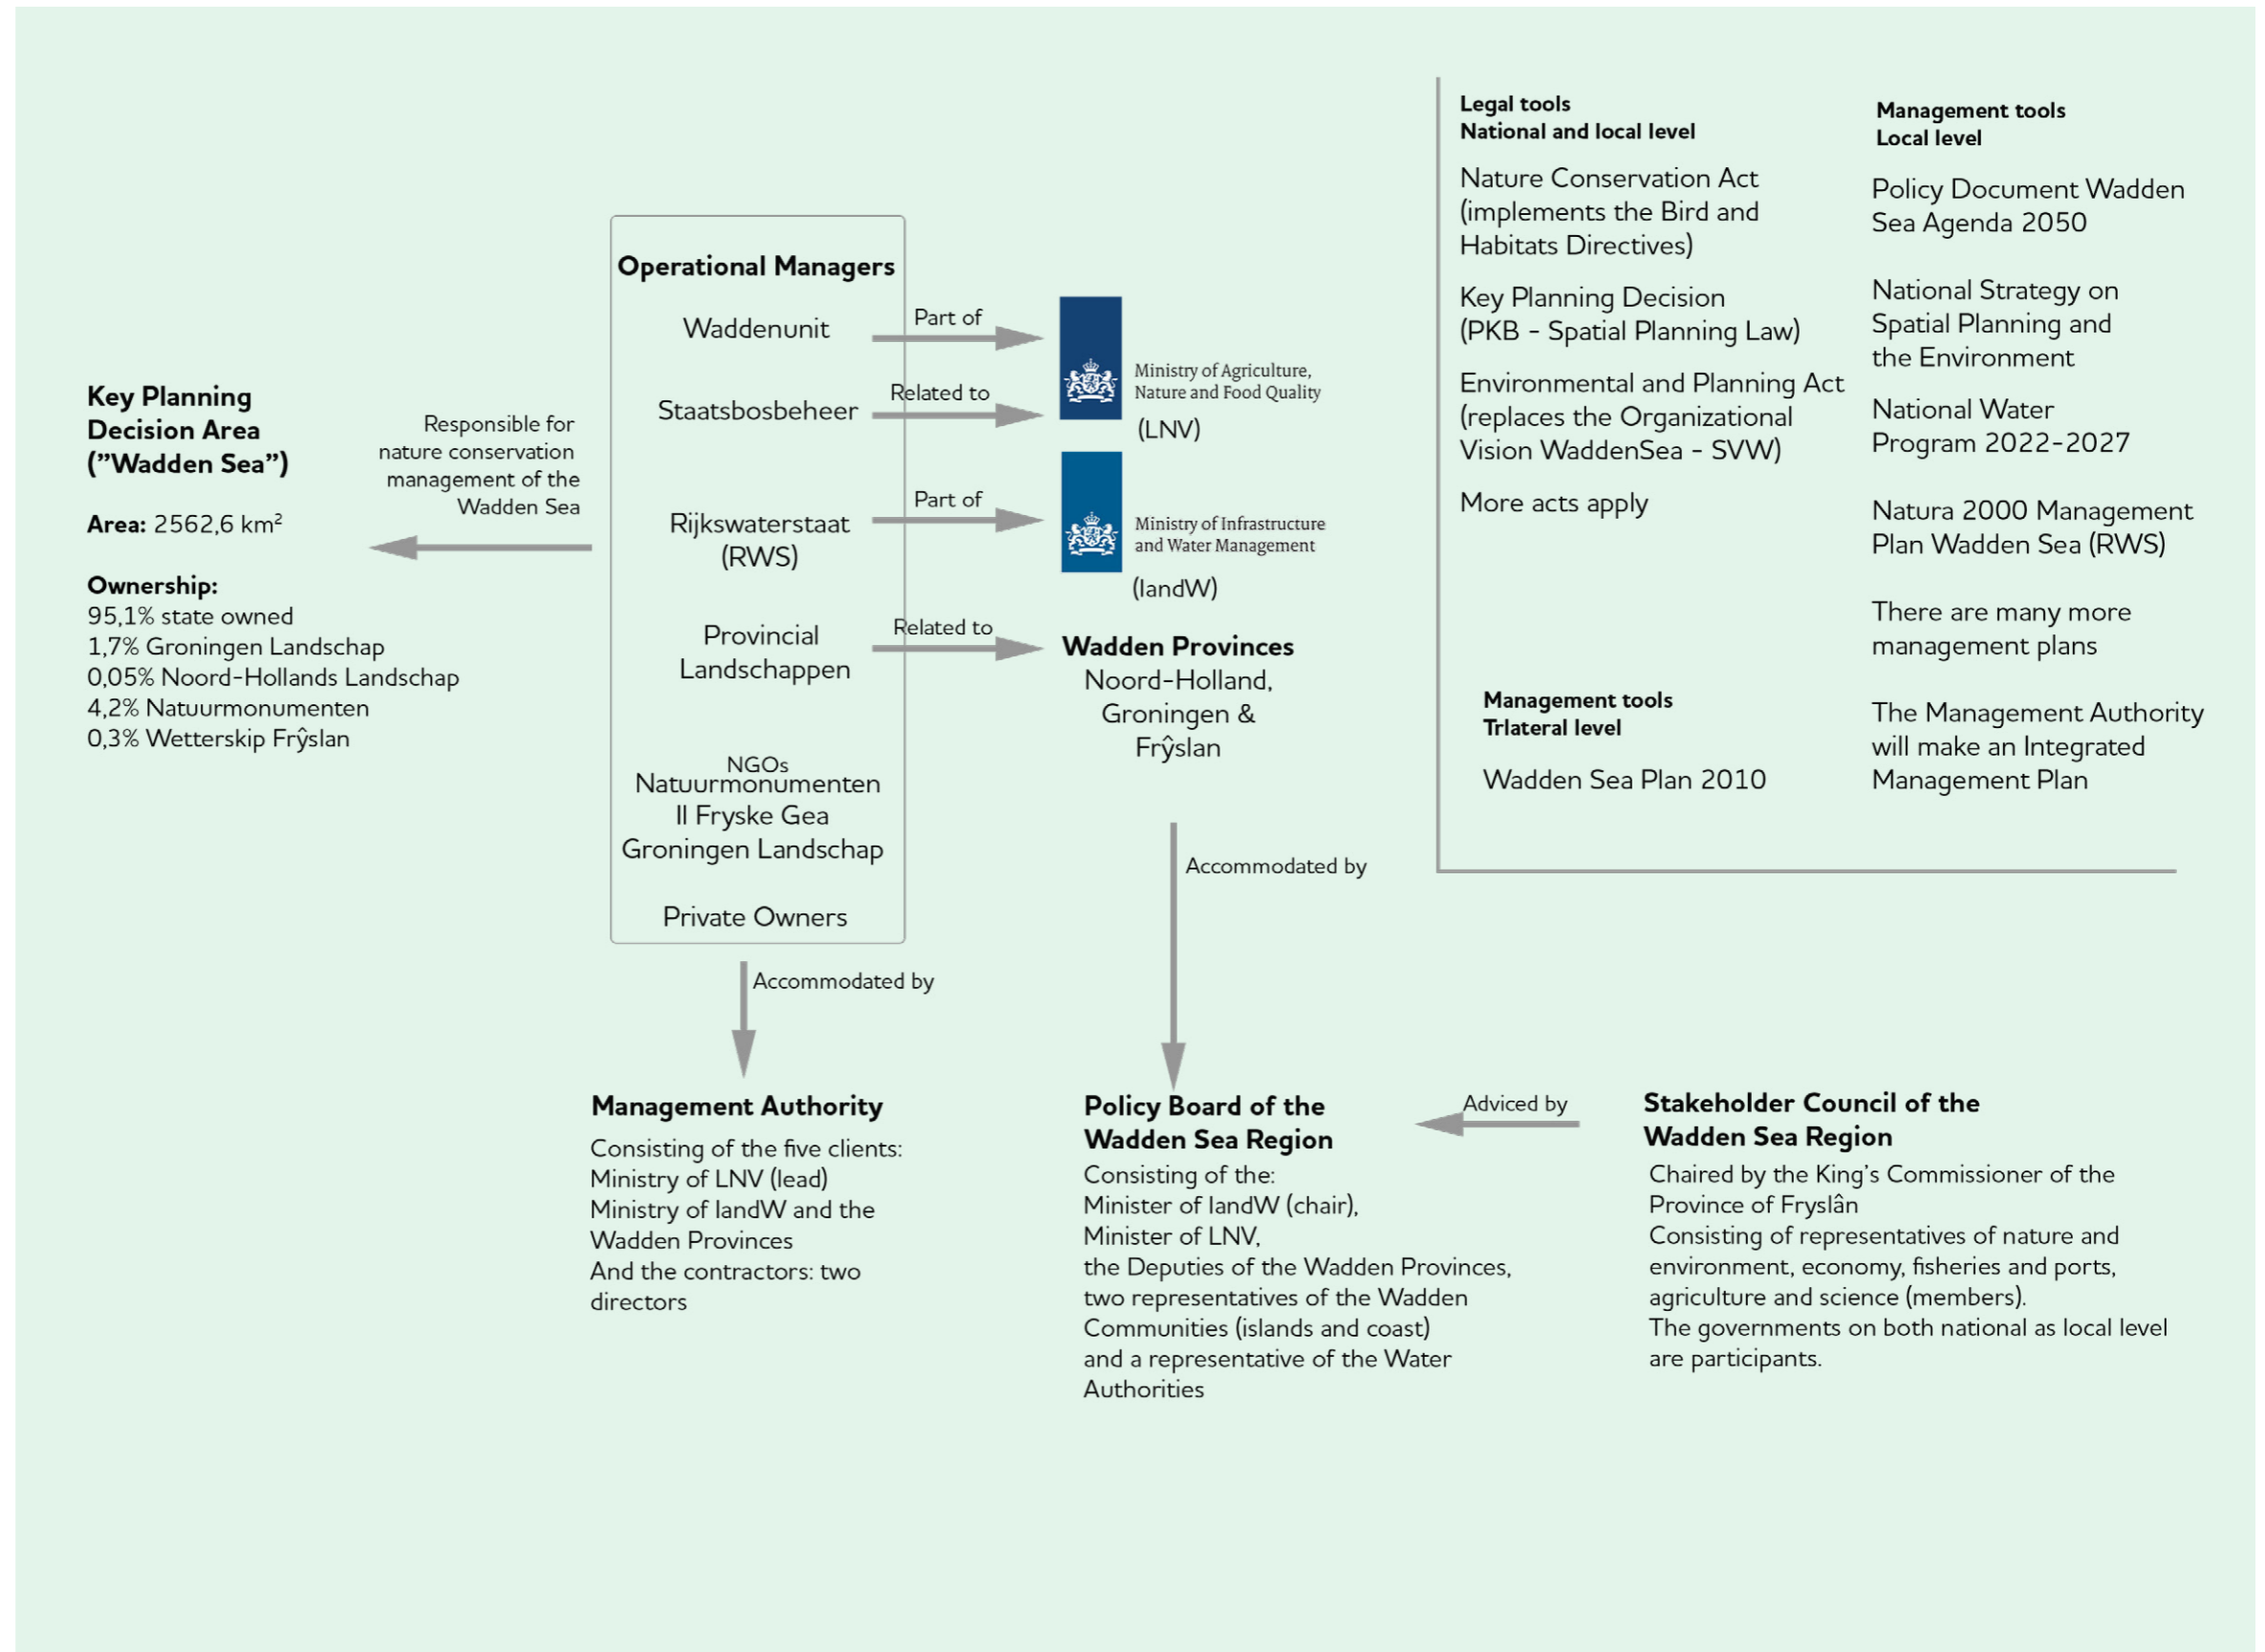 Key Planning
Decision Area
("Wadden Sea")
Area: 2562,6 km²
Ownership:
95,1% state owned
1,7% Groningen Landschap
0,05% Noord-Hollands Landschap
4,2% Natuurmonumenten
0,3% Wetterskip Frŷslan
Responsible for
nature conservation
management of the
Wadden Sea
Operational Managers
Waddenunit
Staatsbosbeheer
Rijkswaterstaat
(RWS)
Provincial
Landschappen
NGOs
Natuurmonumenten
Il Fryske Gea
Groningen Landschap
Private Owners
Part of
Related to
Part of
Related to
Ministry of Agriculture,
Nature and Food Quality
(LNV)
Ministry of Infrastructure
and Water Management
(IandW)
Wadden Provinces
Noord-Holland,
Groningen &
Frŷslan
Accommodated by
Accommodated by
Legal tools
National and local level
Nature Conservation Act
(implements the Bird and
Habitats Directives)
Key Planning Decision
(PKB - Spatial Planning Law)
Environmental and Planning Act
(replaces the Organizational
Vision WaddenSea - SVW)
More acts apply
Management tools
Trlateral level
Wadden Sea Plan 2010
Management tools
Local level
Policy Document Wadden
Sea Agenda 2050
National Strategy on
Spatial Planning and
the Environment
National Water
Program 2022-2027
Natura 2000 Management
Plan Wadden Sea (RWS)
There are many more
management plans
The Management Authority
will make an Integrated
Management Plan
Management Authority
Consisting of the five clients:
Ministry of LNV (lead)
Ministry of IandW and the
Wadden Provinces
And the contractors: two
directors
Policy Board of the
Wadden Sea Region
Consisting of the:
Minister of IandW (chair),
Minister of LNV,
the Deputies of the Wadden Provinces,
two representatives of the Wadden
Communities (islands and coast)
and a representative of the Water
Authorities
Adviced by
Stakeholder Council of the
Wadden Sea Region
Chaired by the King's Commissioner of the
Province of Fryslân
Consisting of representatives of nature and
environment, economy, fisheries and ports,
agriculture and science (members).
The governments on both national as local level
are participants.